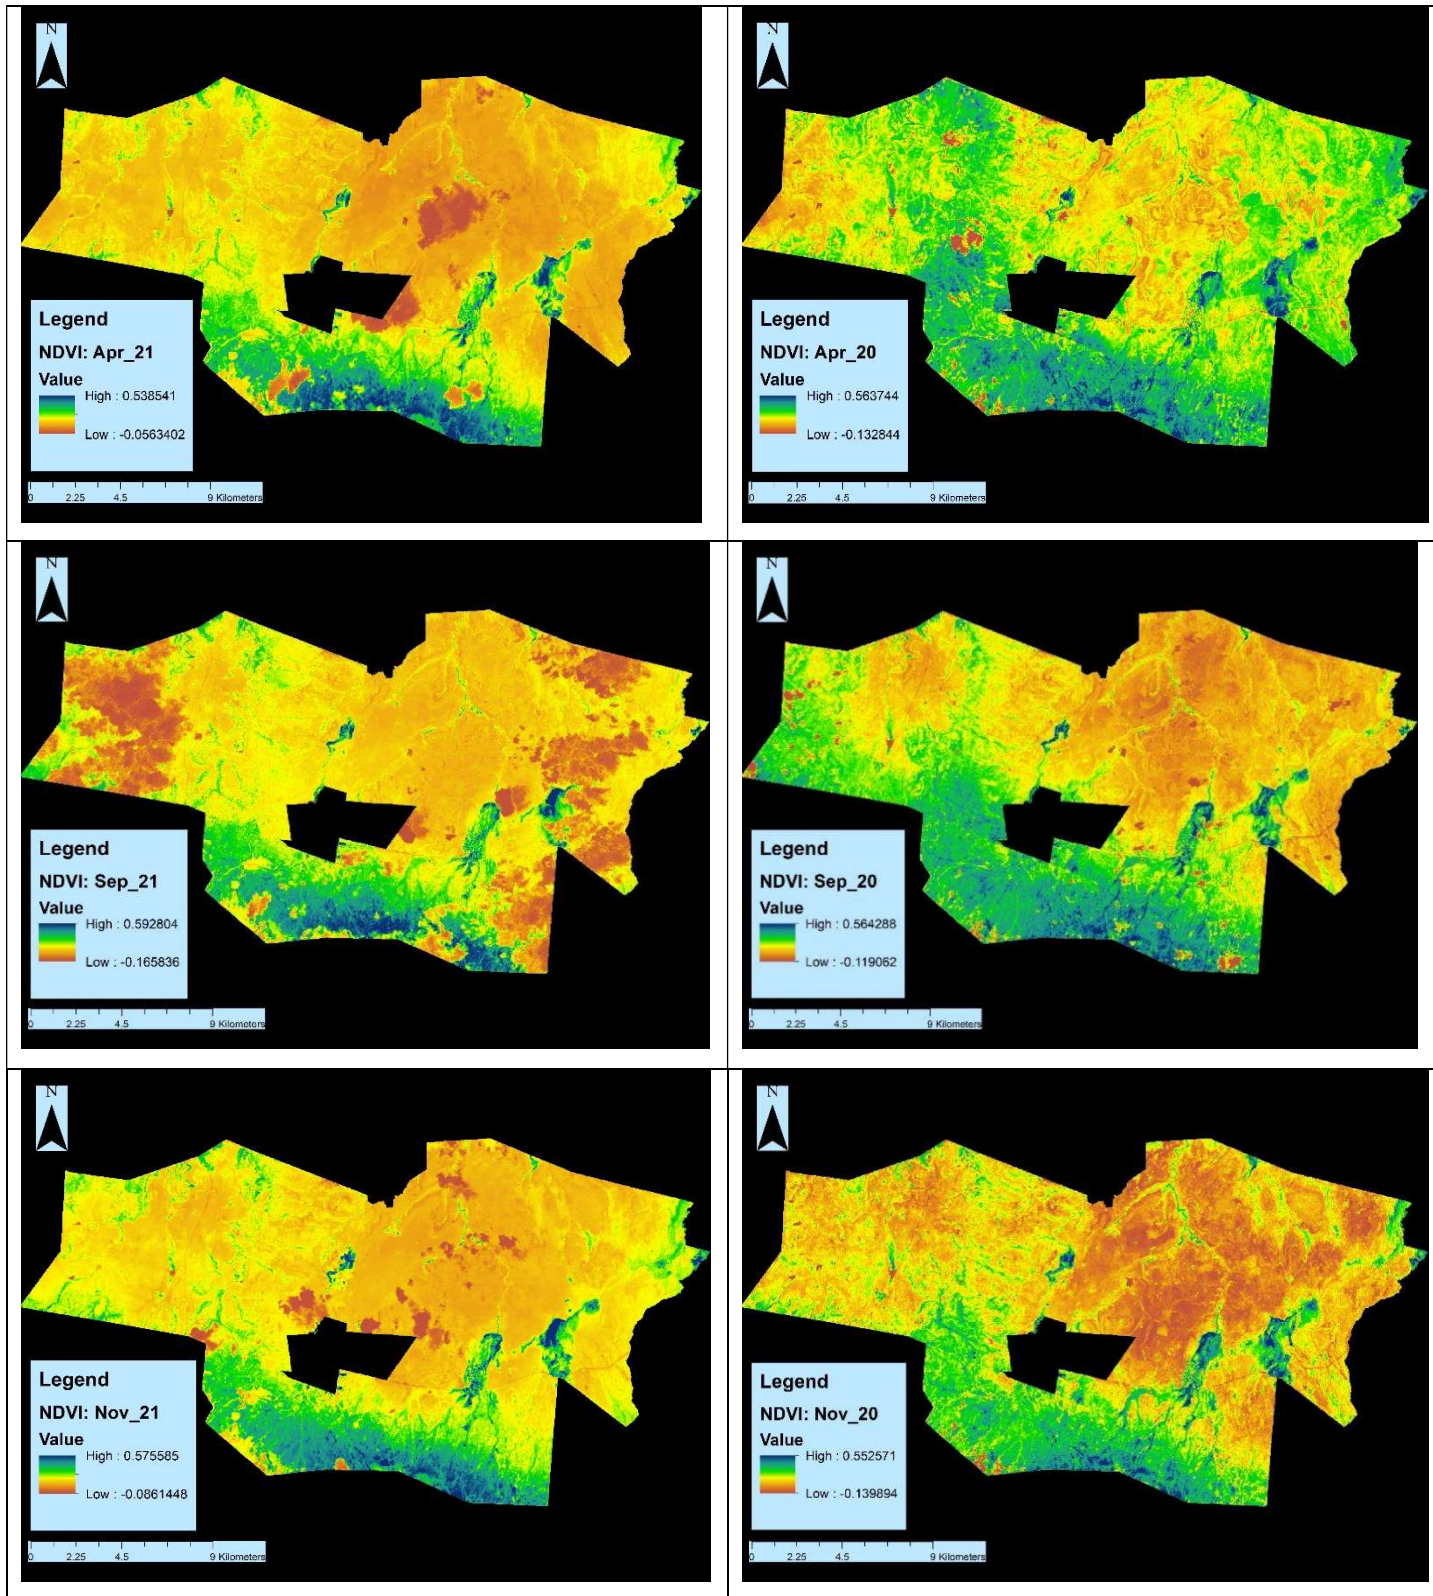 N
Legend
NDVI: Apr_21
Value
High : 0.538541
Low : -0.0563402
0 2.25 4.5 9 Kilometers
N
Legend
NDVI: Apr_20
Value
High : 0.563744
Low : -0.132844
0 2.25 4.5 9 Kilometers
N
Legend
NDVI: Sep_21
Value
High : 0.592804
Low : -0.165836
0 2.25 4.5 9 Kilometers
N
Legend
NDVI: Sep_20
Value
High : 0.564288
Low : -0.119062
0 2.25 4.5 9 Kilometers
N
Legend
NDVI: Nov_21
Value
High : 0.575585
Low : -0.0861448
0 2.25 4.5 9 Kilometers
N
Legend
NDVI: Nov_20
Value
High : 0.552571
Low : -0.139894
0 2.25 4.5 9 Kilometers